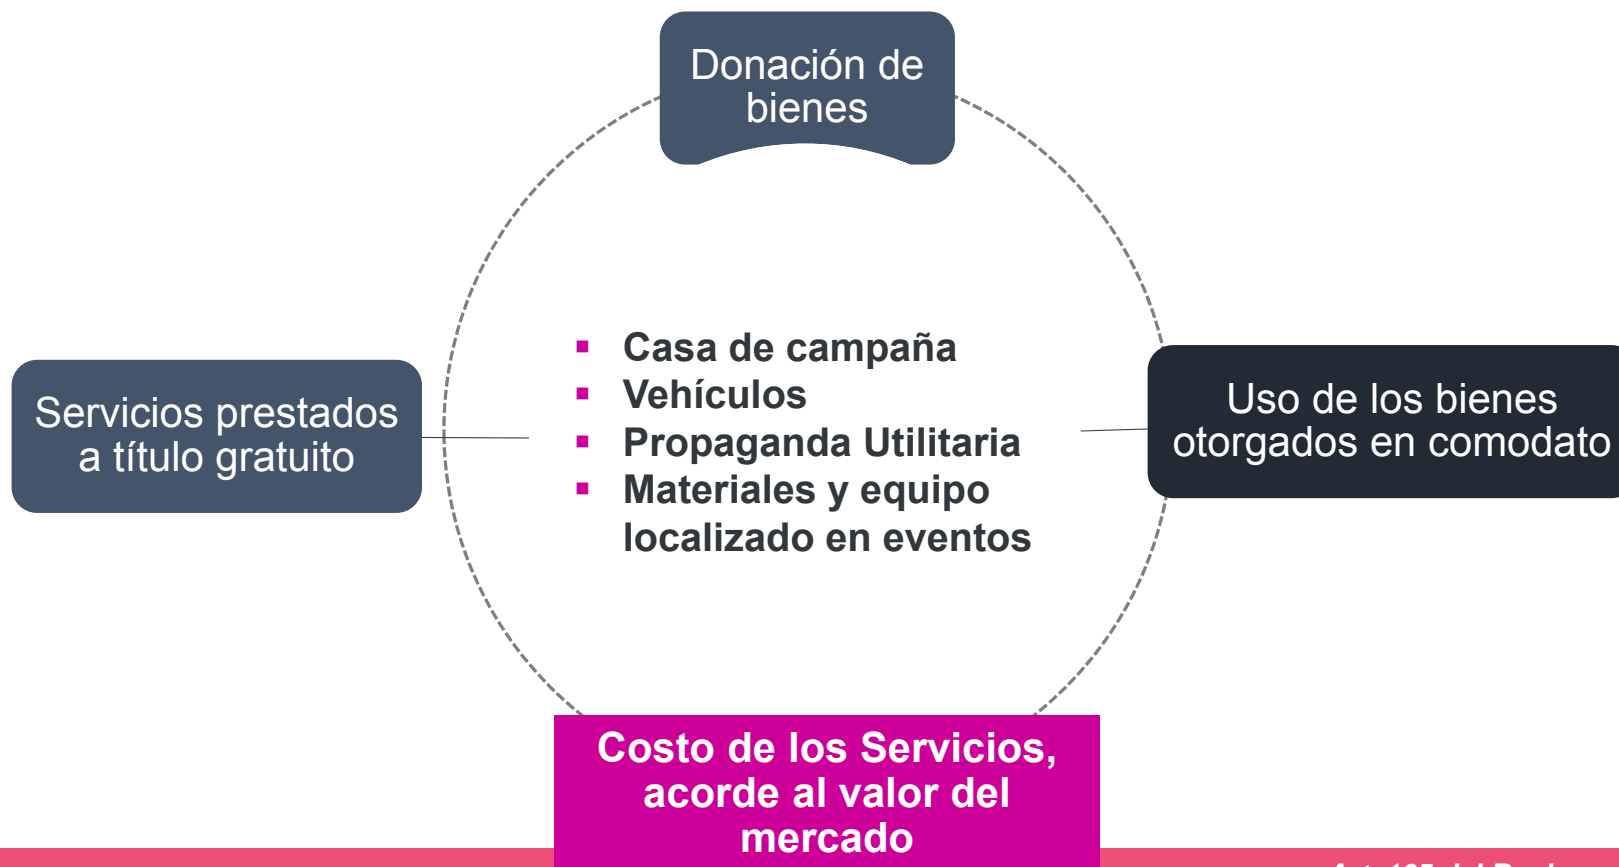 Donación de
bienes
Servicios prestados
a título gratuito
▪ Casa de campaña
▪ Vehículos
▪ Propaganda Utilitaria
▪ Materiales y equipo
localizado en eventos
Uso de los bienes
otorgados en comodato
Costo de los Servicios,
acorde al valor del
mercado